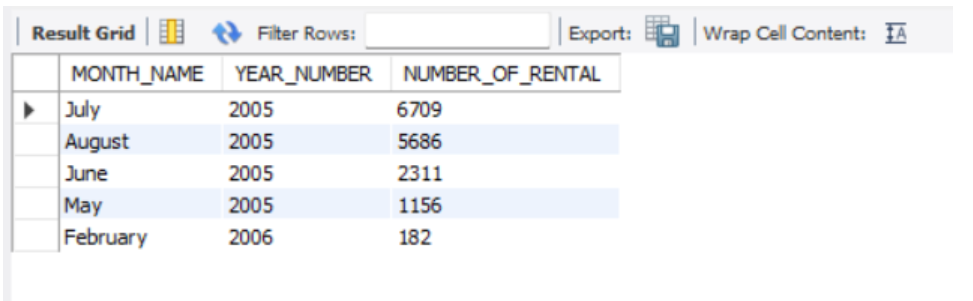 Result Grid Filter Rows: Export: Wrap Cell Content: IA
MONTH_NAME YEAR_NUMBER NUMBER_OF_RENTAL
July 2005 6709
August 2005 5686
June 2005 2311
May 2005 1156
February 2006 182